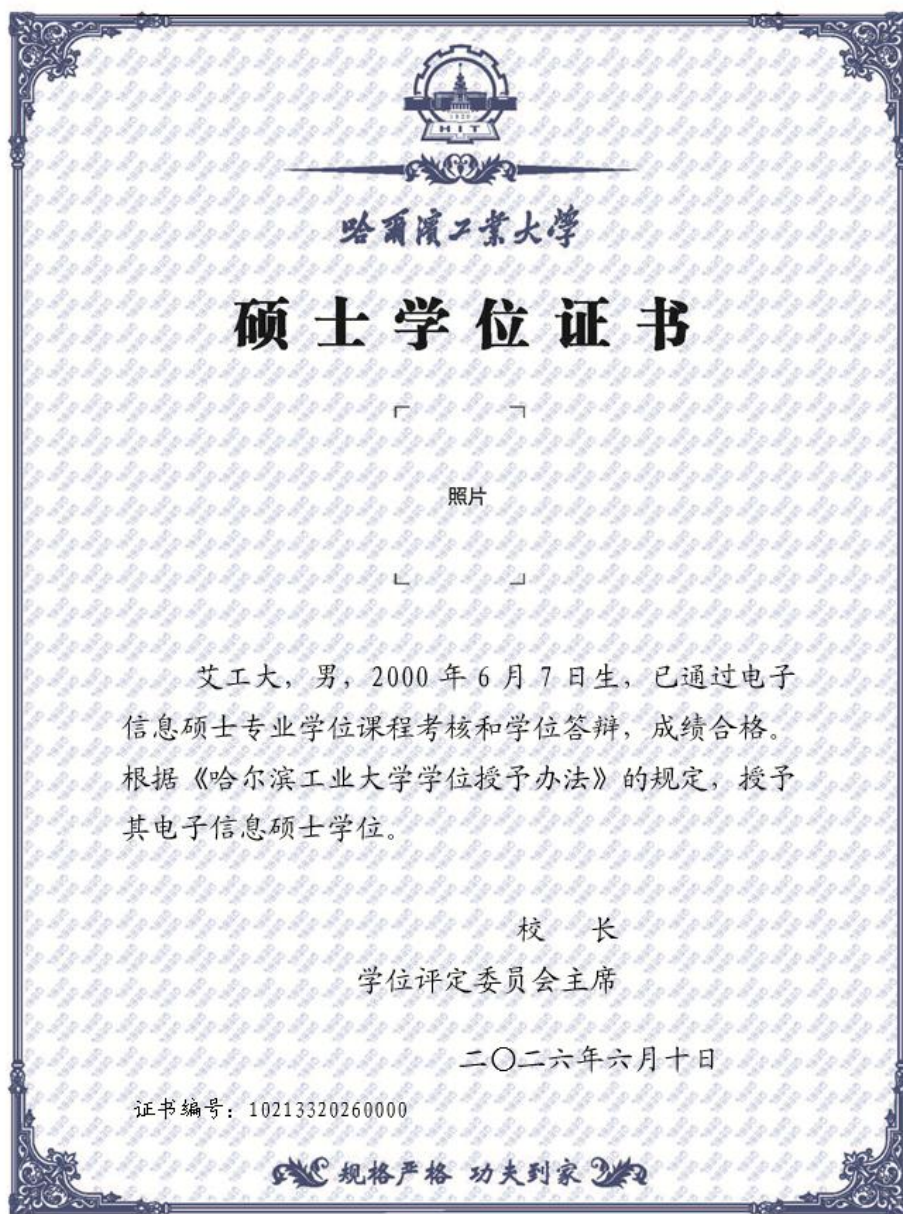 1920
HIT
哈爾濱工業大學
硕士学位证书
照片
艾工大，男，2000 年 6 月 7 日生，已通过电子
信息硕士专业学位课程考核和学位答辩，成绩合格。
根据《哈尔滨工业大学学位授予办法》的规定，授予
其电子信息硕士学位。
校 长
学位评定委员会主席
二〇二六年六月十日
证书编号：10213320260000
规格严格 功夫到家